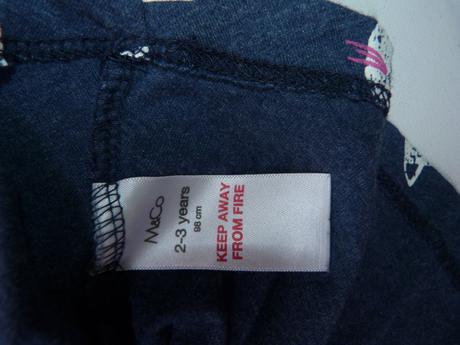 M&Co
2-3 years
98 cm
KEEP AWAY
FROM FIRE